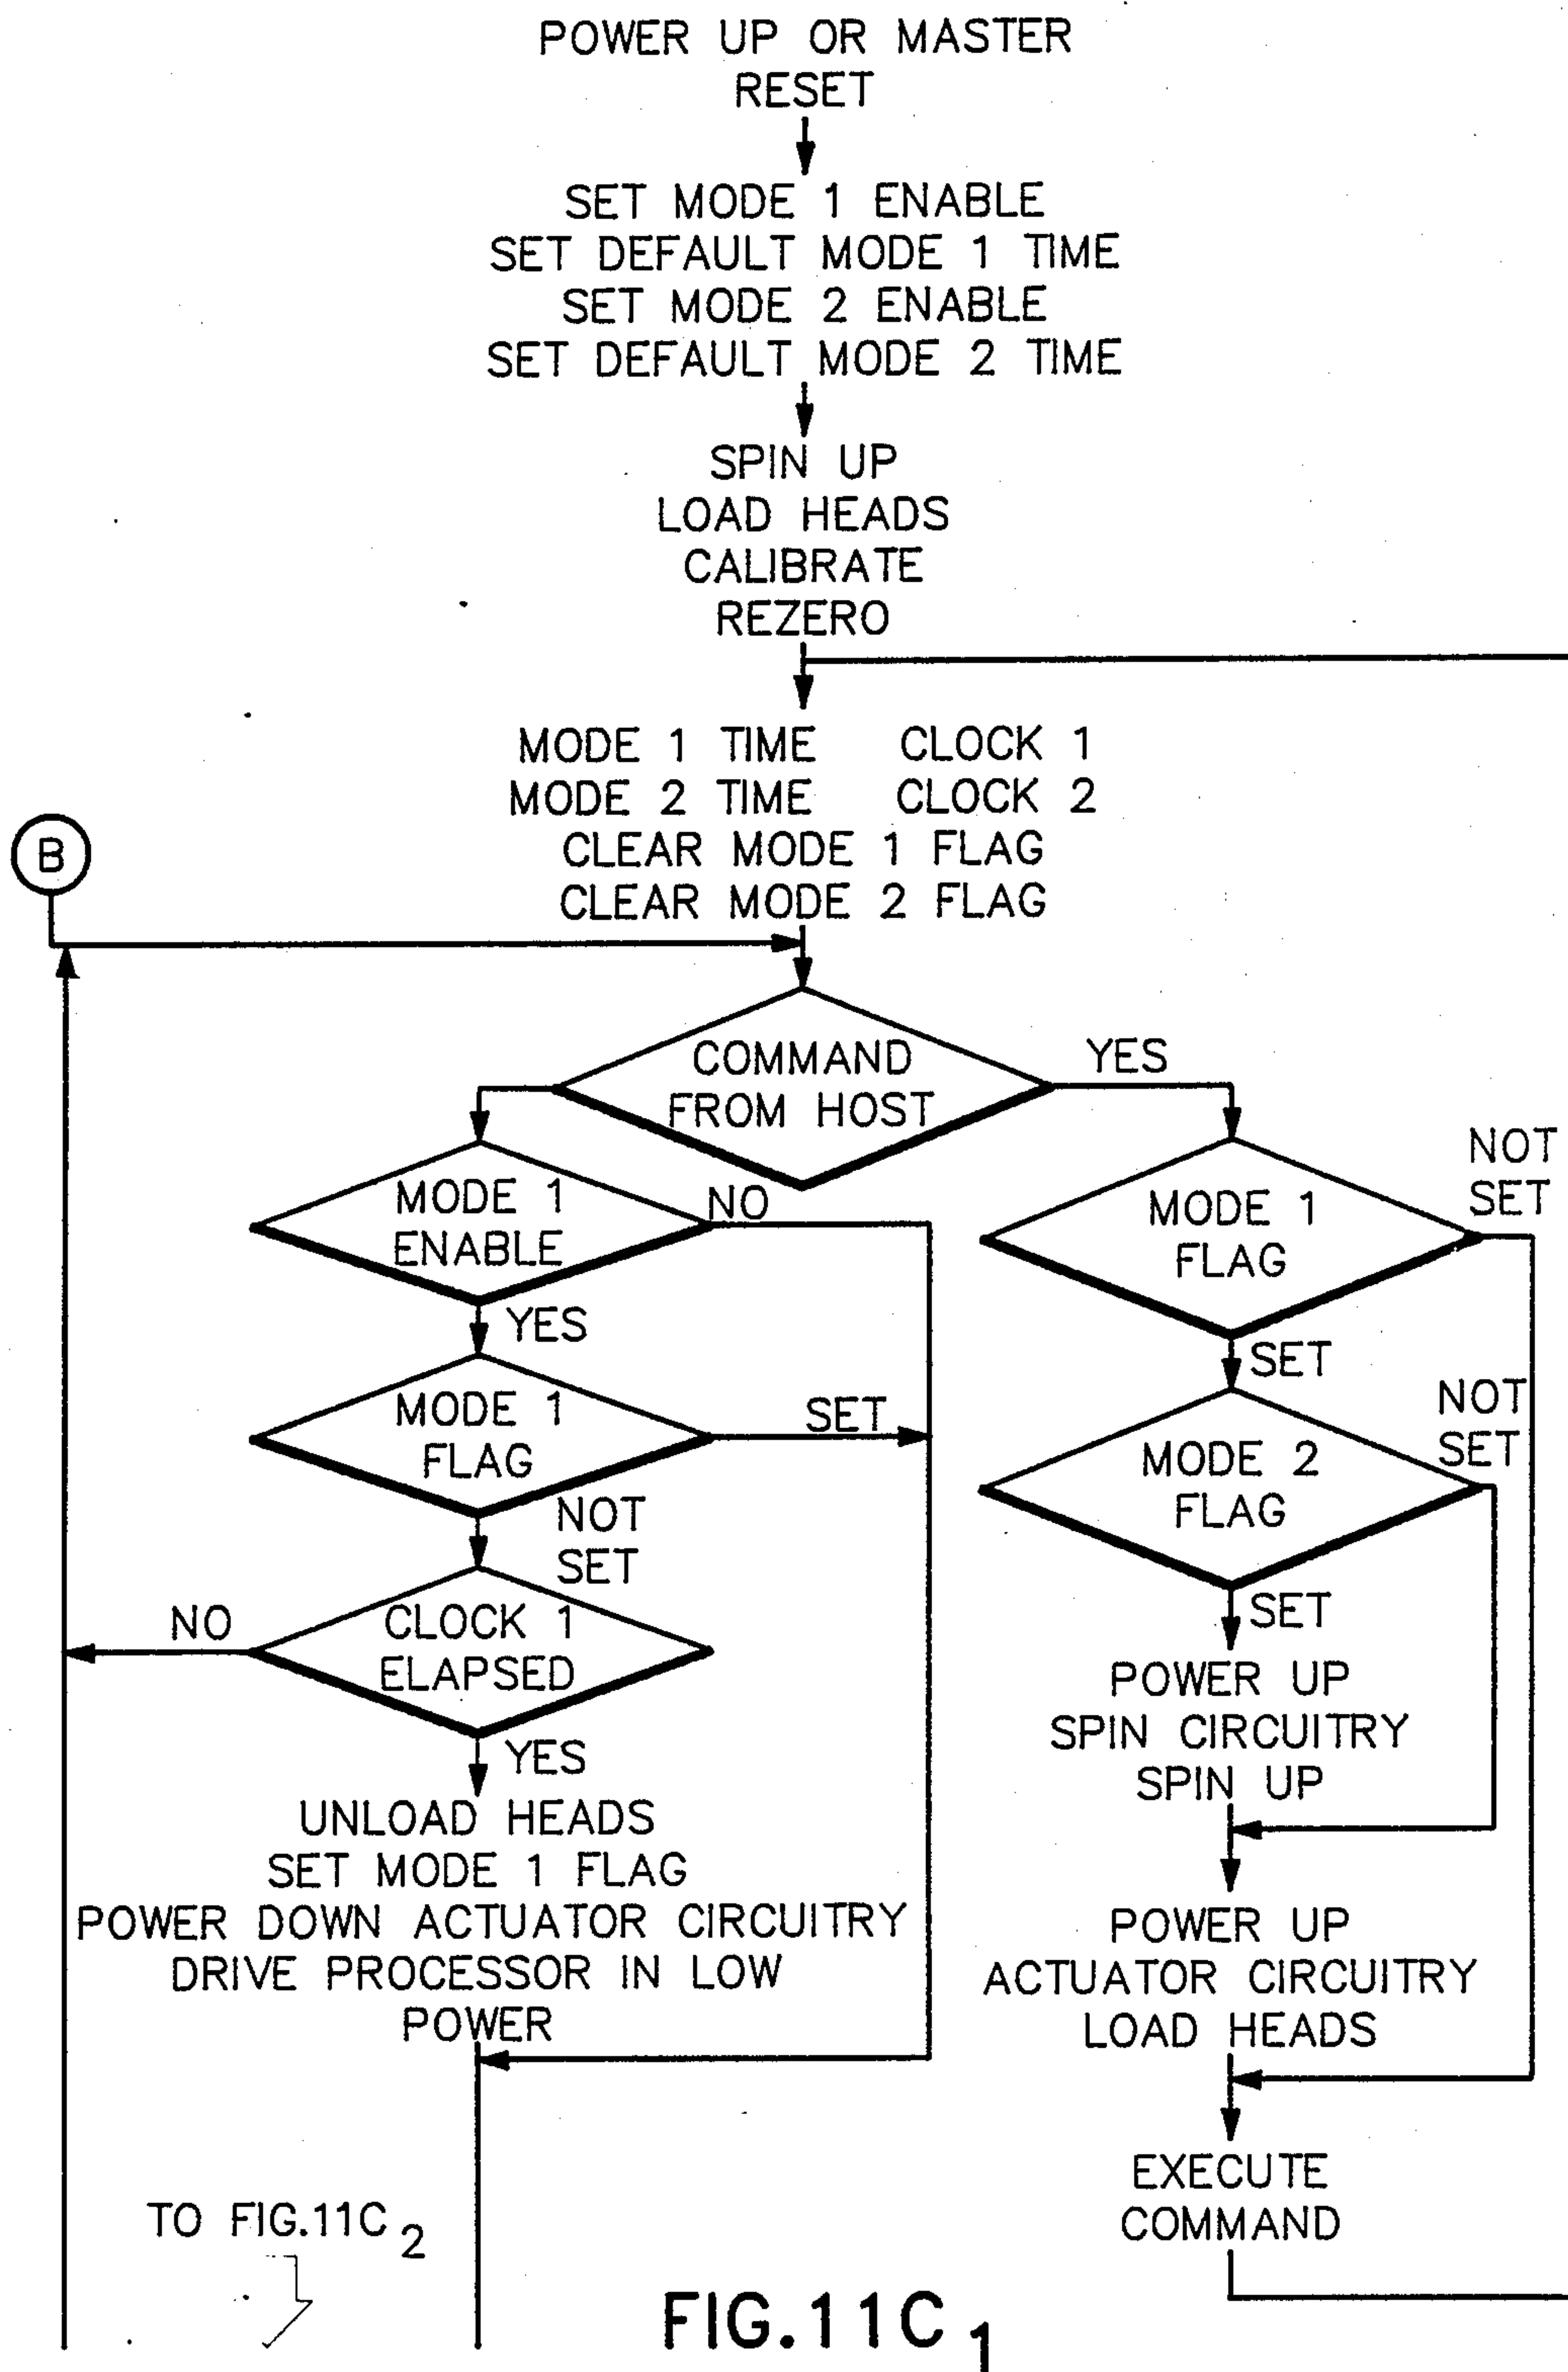 POWER UP OR MASTER
RESET
SET MODE 1 ENABLE
SET DEFAULT MODE 1 TIME
SET MODE 2 ENABLE
SET DEFAULT MODE 2 TIME
SPIN UP
LOAD HEADS
CALIBRATE
REZERO
MODE 1 TIME CLOCK 1
MODE 2 TIME CLOCK 2
CLEAR MODE 1 FLAG
CLEAR MODE 2 FLAG
B
COMMAND
FROM HOST
YES
MODE 1
ENABLE
NO
YES
MODE 1
FLAG
SET
NOT
SET
CLOCK 1
ELAPSED
NO
YES
UNLOAD HEADS
SET MODE 1 FLAG
POWER DOWN ACTUATOR CIRCUITRY
DRIVE PROCESSOR IN LOW
POWER
MODE 1
FLAG
NOT
SET
SET
MODE 2
FLAG
NOT
SET
SET
POWER UP
SPIN CIRCUITRY
SPIN UP
POWER UP
ACTUATOR CIRCUITRY
LOAD HEADS
EXECUTE
COMMAND
TO FIG.11C 2
FIG.11C 1